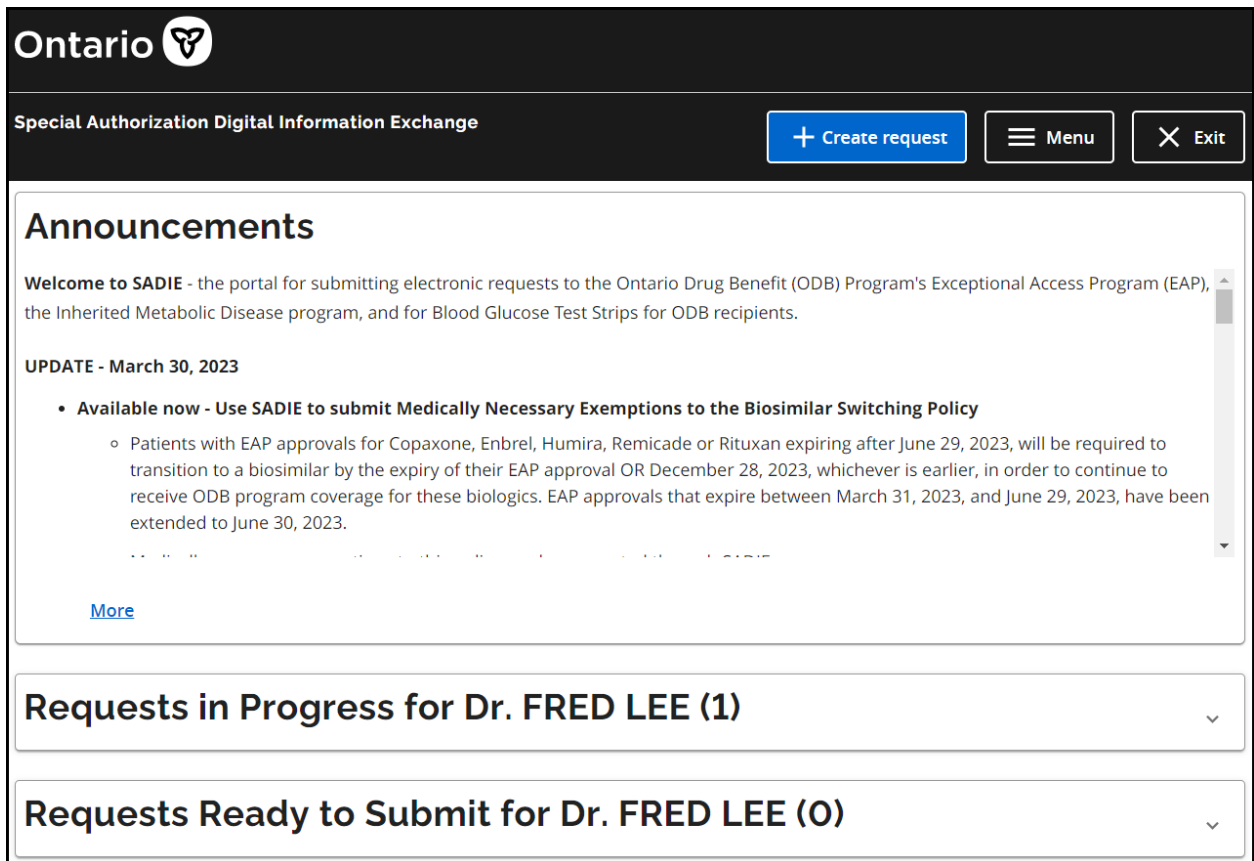 Ontario
Special Authorization Digital Information Exchange
Create request
Menu
Exit
Announcements
Welcome to SADIE - the portal for submitting electronic requests to the Ontario Drug Benefit (ODB) Program's Exceptional Access Program (EAP),
the Inherited Metabolic Disease program, and for Blood Glucose Test Strips for ODB recipients.
UPDATE - March 30, 2023
• Available now - Use SADIE to submit Medically Necessary Exemptions to the Biosimilar Switching Policy
◦ Patients with EAP approvals for Copaxone, Enbrel, Humira, Remicade or Rituxan expiring after June 29, 2023, will be required to
transition to a biosimilar by the expiry of their EAP approval OR December 28, 2023, whichever is earlier, in order to continue to
receive ODB program coverage for these biologics. EAP approvals that expire between March 31, 2023, and June 29, 2023, have been
extended to June 30, 2023.
More
Requests in Progress for Dr. FRED LEE (1)
Requests Ready to Submit for Dr. FRED LEE (0)